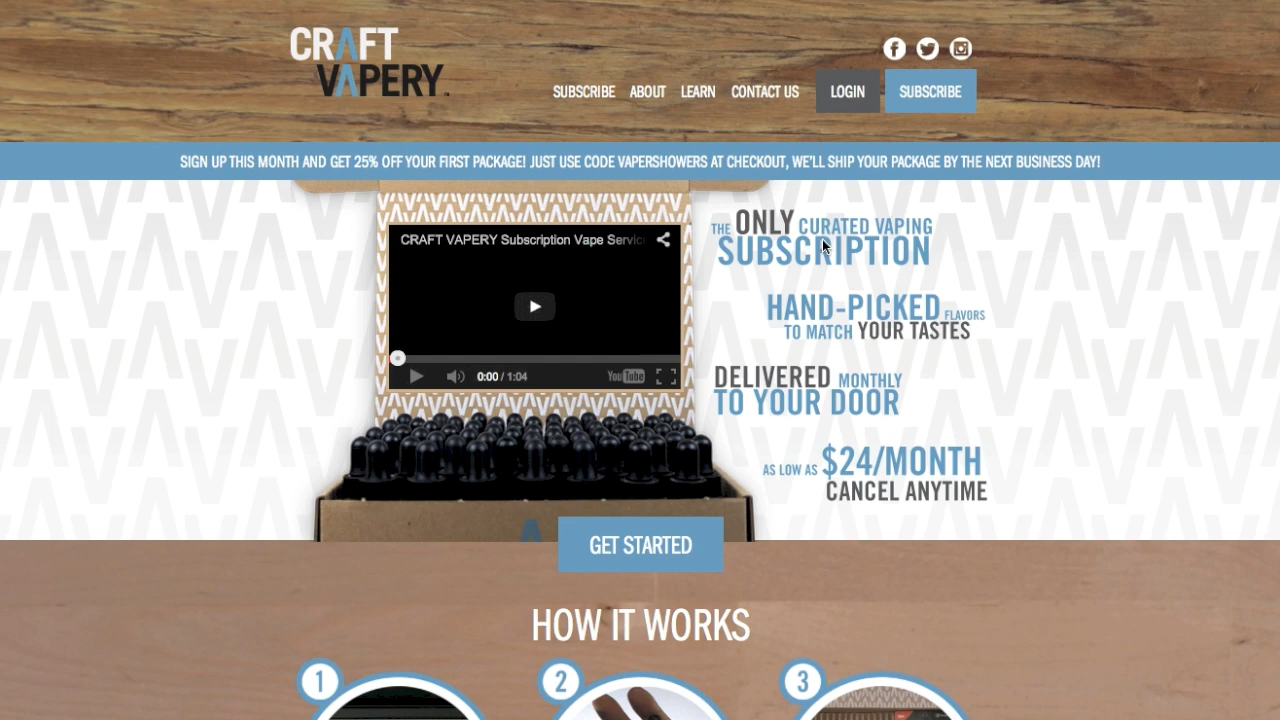 CRAFT
VAPERY™
SUBSCRIBE ABOUT LEARN CONTACT US LOGIN SUBSCRIBE
SIGN UP THIS MONTH AND GET 25% OFF YOUR FIRST PACKAGE! JUST USE CODE VAPERSHOWERS AT CHECKOUT, WE'LL SHIP YOUR PACKAGE BY THE NEXT BUSINESS DAY!
CRAFT VAPERY Subscription Vape Servic
0:00 / 1:04 YouTube
THE ONLY CURATED VAPING
SUBSCRIPTION
HAND-PICKED FLAVORS
TO MATCH YOUR TASTES
DELIVERED MONTHLY
TO YOUR DOOR
AS LOW AS $24/MONTH
CANCEL ANYTIME
GET STARTED
HOW IT WORKS
1 2 3